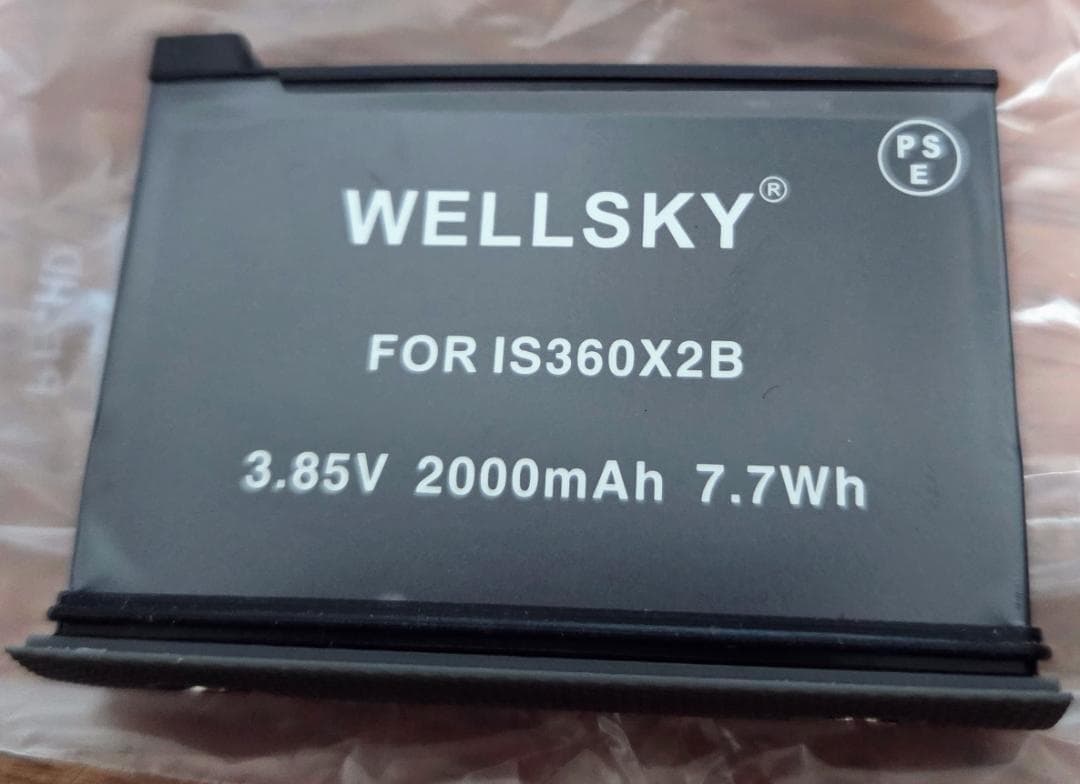 PS
E
WELLSKY®
FOR IS360X2B
3.85V 2000mAh 7.7Wh